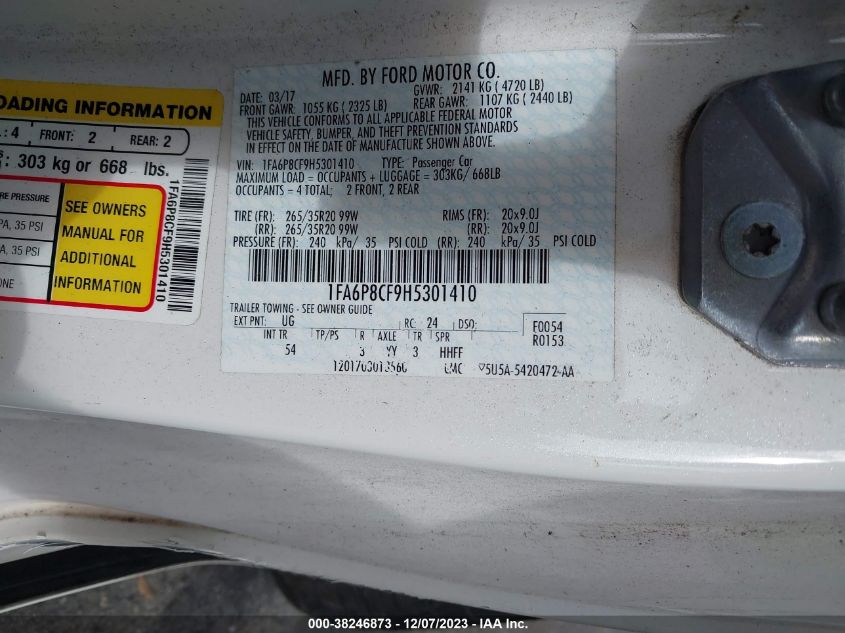 OADING INFORMATION
: 4 FRONT: 2 REAR: 2
: 303 kg or 668 lbs.
RE PRESSURE
PA, 35 PSI
A, 35 PSI
ONE
SEE OWNERS
MANUAL FOR
ADDITIONAL
INFORMATION
1FA6P8CF9H5301410
MFD. BY FORD MOTOR CO.
DATE: 03/17 GVWR: 2141 KG ( 4720 LB)
FRONT GAWR: 1055 KG ( 2325 LB) REAR GAWR: 1107 KG ( 2440 LB)
THIS VEHICLE CONFORMS TO ALL APPLICABLE FEDERAL MOTOR
VEHICLE SAFETY, BUMPER, AND THEFT PREVENTION STANDARDS
IN EFFECT ON THE DATE OF MANUFACTURE SHOWN ABOVE.
VIN: 1FA6P8CF9H5301410 TYPE: Passenger Car
MAXIMUM LOAD = OCCUPANTS + LUGGAGE = 303KG/ 668LB
OCCUPANTS = 4 TOTAL; 2 FRONT, 2 REAR
TIRE (FR): 265/35R20 99W RIMS (FR): 20x9.0J
(RR): 265/35R20 99W (RR): 20x9.0J
PRESSURE (FR): 240 kPa/ 35 PSI COLD (RR): 240 kPa/ 35 PSI COLD
1FA6P8CF9H5301410
TRAILER TOWING - SEE OWNER GUIDE
EXT PNT: UG RC: 24 DSO: F0054
R0153
INT TR TP/PS R AXLE TR SPR
54 3 YY 3 HHFF
5U5A-5420472-AA
000-38246873 - 12/07/2023 - IAA Inc.